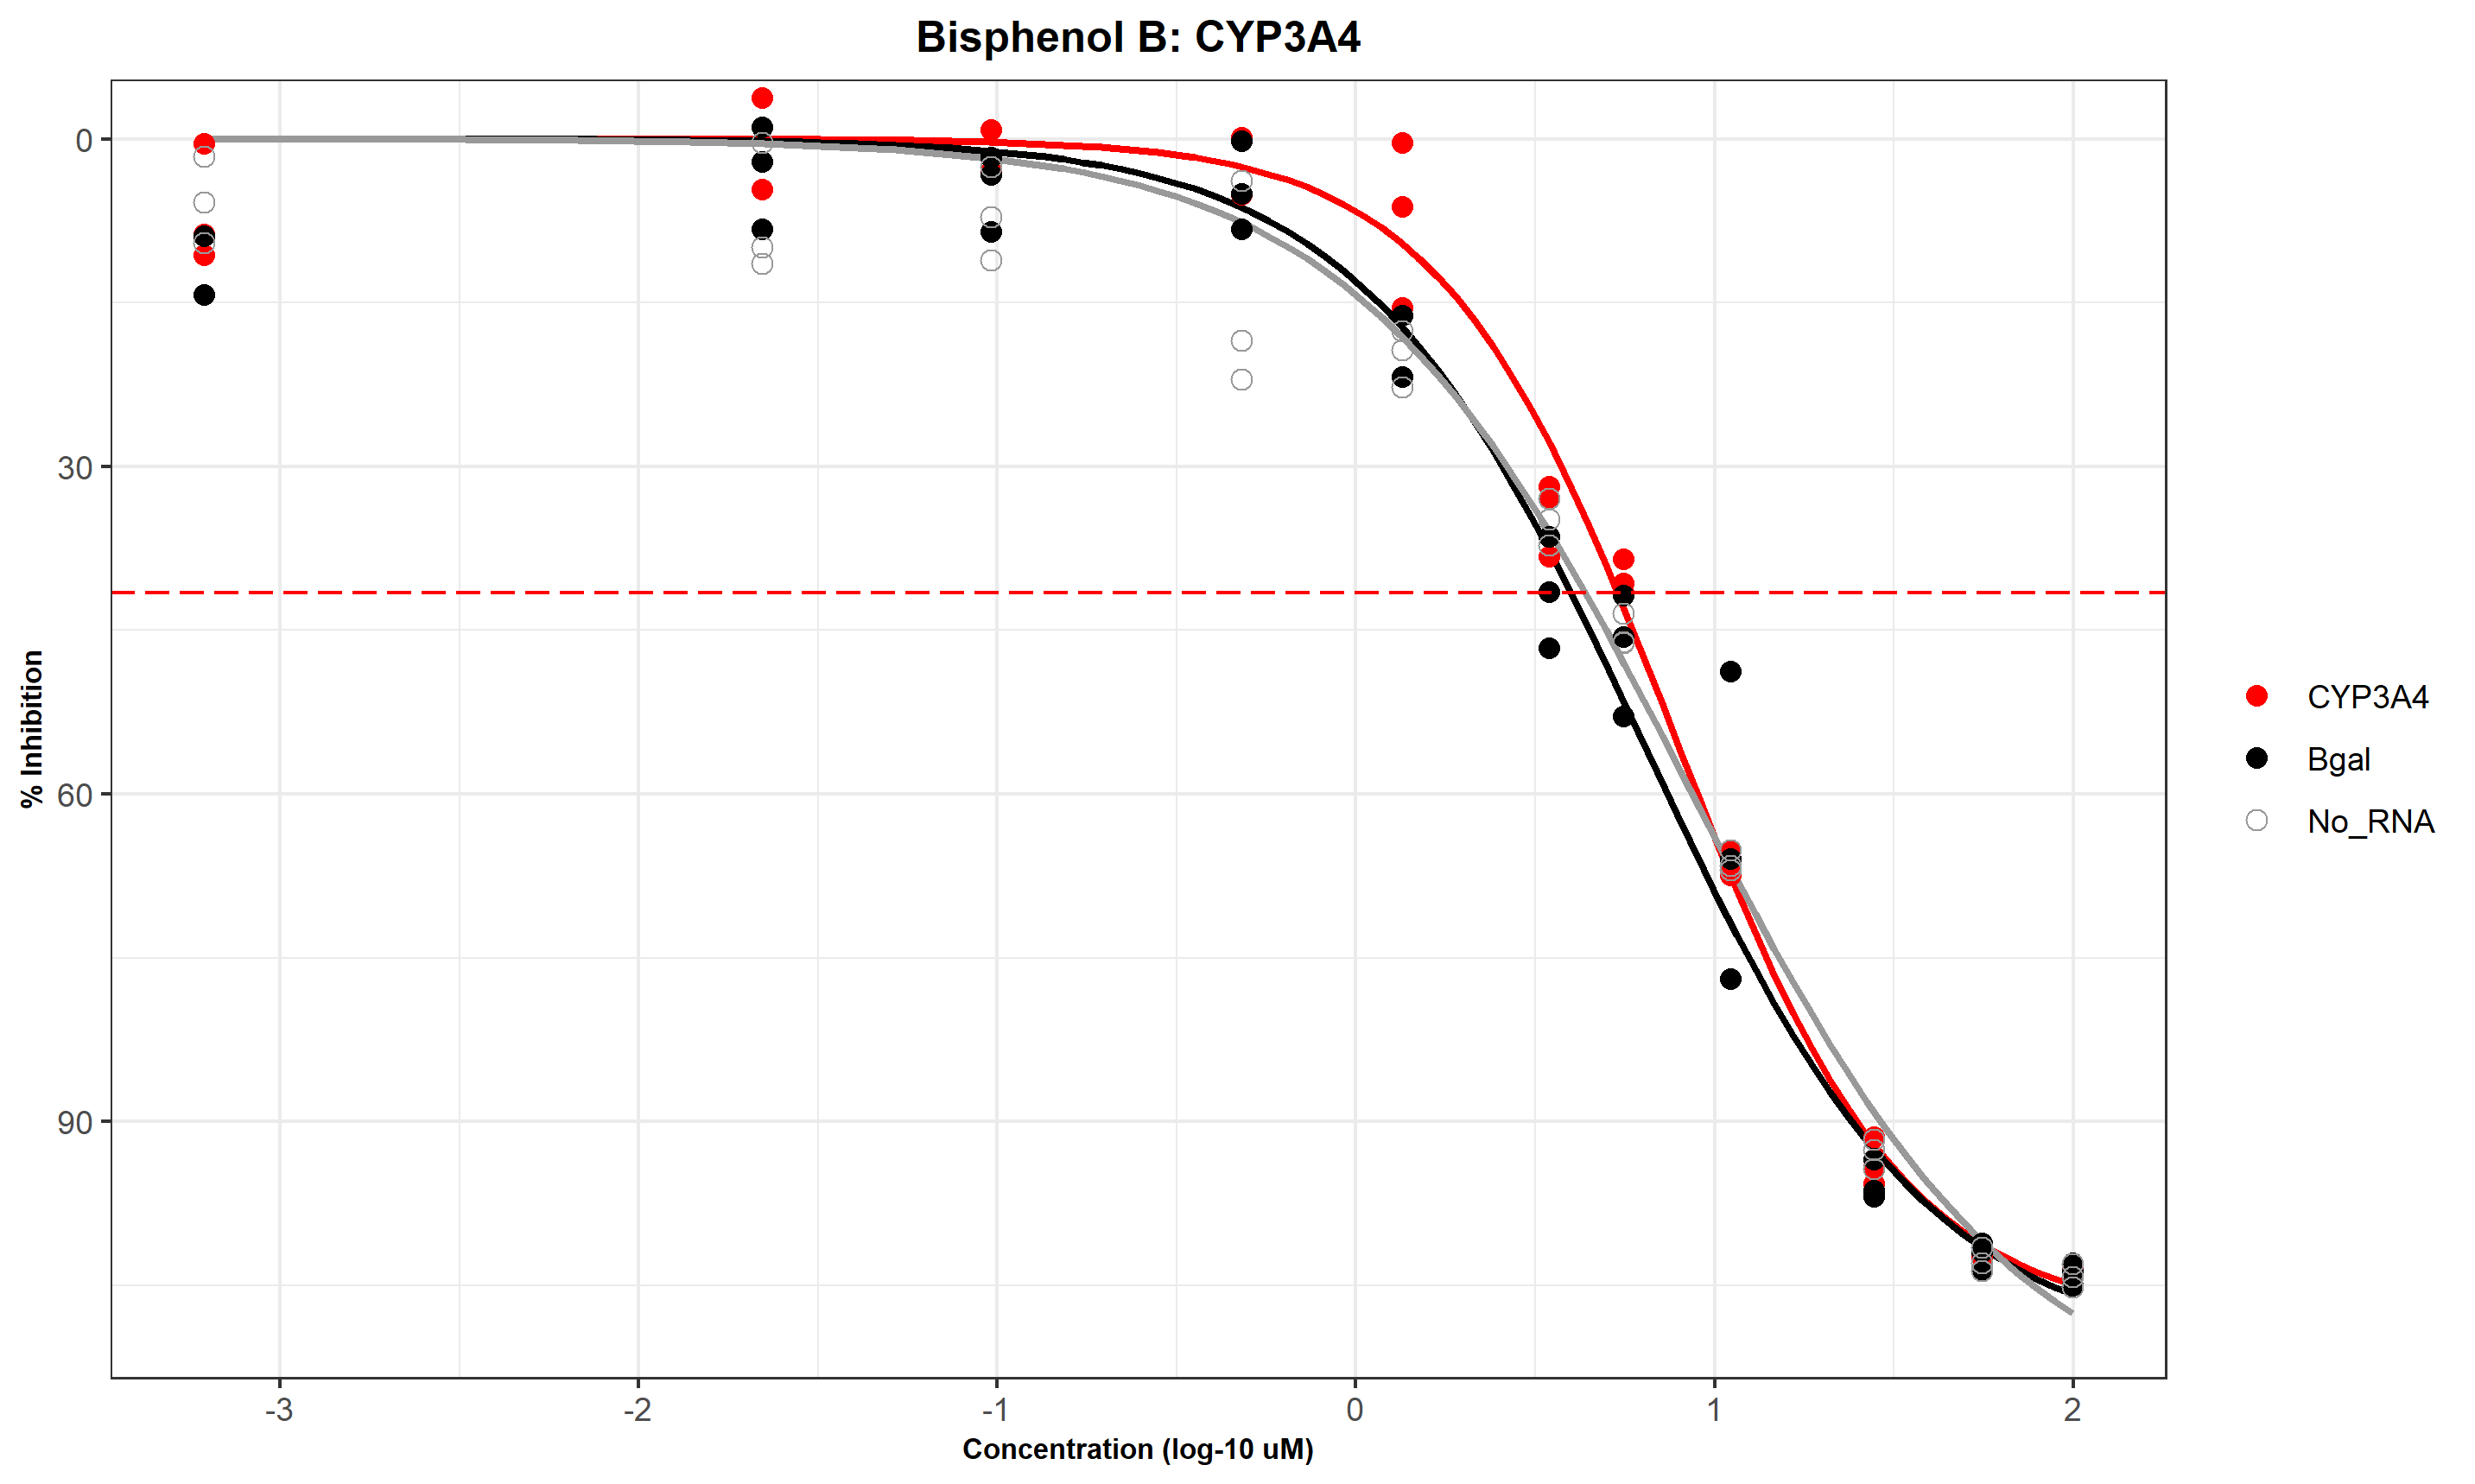 Bisphenol B: CYP3A4
0
30
60
90
% Inhibition
-3
-2
-1
0
1
2
Concentration (log-10 uM)
CYP3A4
Bgal
No_RNA